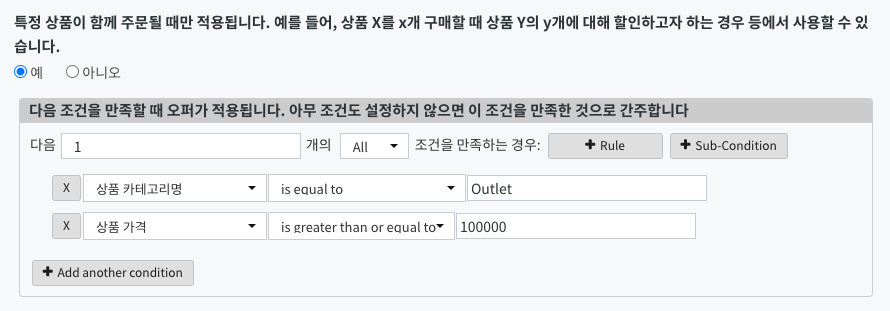 특정 상품이 함께 주문될 때만 적용됩니다. 예를 들어, 상품 X를 x개 구매할 때 상품 Y의 y개에 대해 할인하고자 하는 경우 등에서 사용할 수 있
습니다.
예 아니오
다음 조건을 만족할 때 오퍼가 적용됩니다. 아무 조건도 설정하지 않으면 이 조건을 만족한 것으로 간주합니다
다음 1 개의 All 조건을 만족하는 경우: + Rule + Sub-Condition
X 상품 카테고리명 is equal to Outlet
X 상품 가격 is greater than or equal to 100000
+ Add another condition